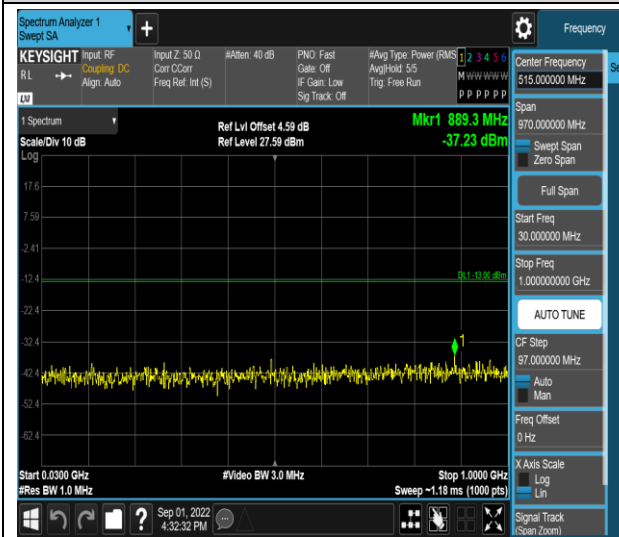 Spectrum Analyzer 1
Swept SA
+
Frequency
KEYSIGHT
RL
LXI
Input: RF
Coupling: DC
Align: Auto
Input Z: 50 Ω
Corr CCorr
Freq Ref: Int (S)
#Atten: 40 dB
PNO: Fast
Gate: Off
IF Gain: Low
Sig Track: Off
#Avg Type: Power (RMS
Avg|Hold: 5/5
Trig: Free Run
1 2 3 4 5 6
M W W W W W
P P P P P P
1 Spectrum
Scale/Div 10 dB
Log
Ref Lvl Offset 4.59 dB
Ref Level 27.59 dBm
Mkr1 889.3 MHz
-37.23 dBm
17.6
7.59
-2.41
-12.4
-22.4
-32.4
-42.4
-52.4
-62.4
DL1 -13.00 dBm
1
Start 0.0300 GHz
#Res BW 1.0 MHz
#Video BW 3.0 MHz
Stop 1.0000 GHz
Sweep ~1.18 ms (1000 pts)
?
Sep 01, 2022
4:32:32 PM
Center Frequency
515.000000 MHz
Se
Span
970.000000 MHz
Swept Span
Zero Span
Full Span
Start Freq
30.000000 MHz
Stop Freq
1.000000000 GHz
AUTO TUNE
CF Step
97.000000 MHz
Auto
Man
Freq Offset
0 Hz
X Axis Scale
Log
Lin
Signal Track
(Span Zoom)